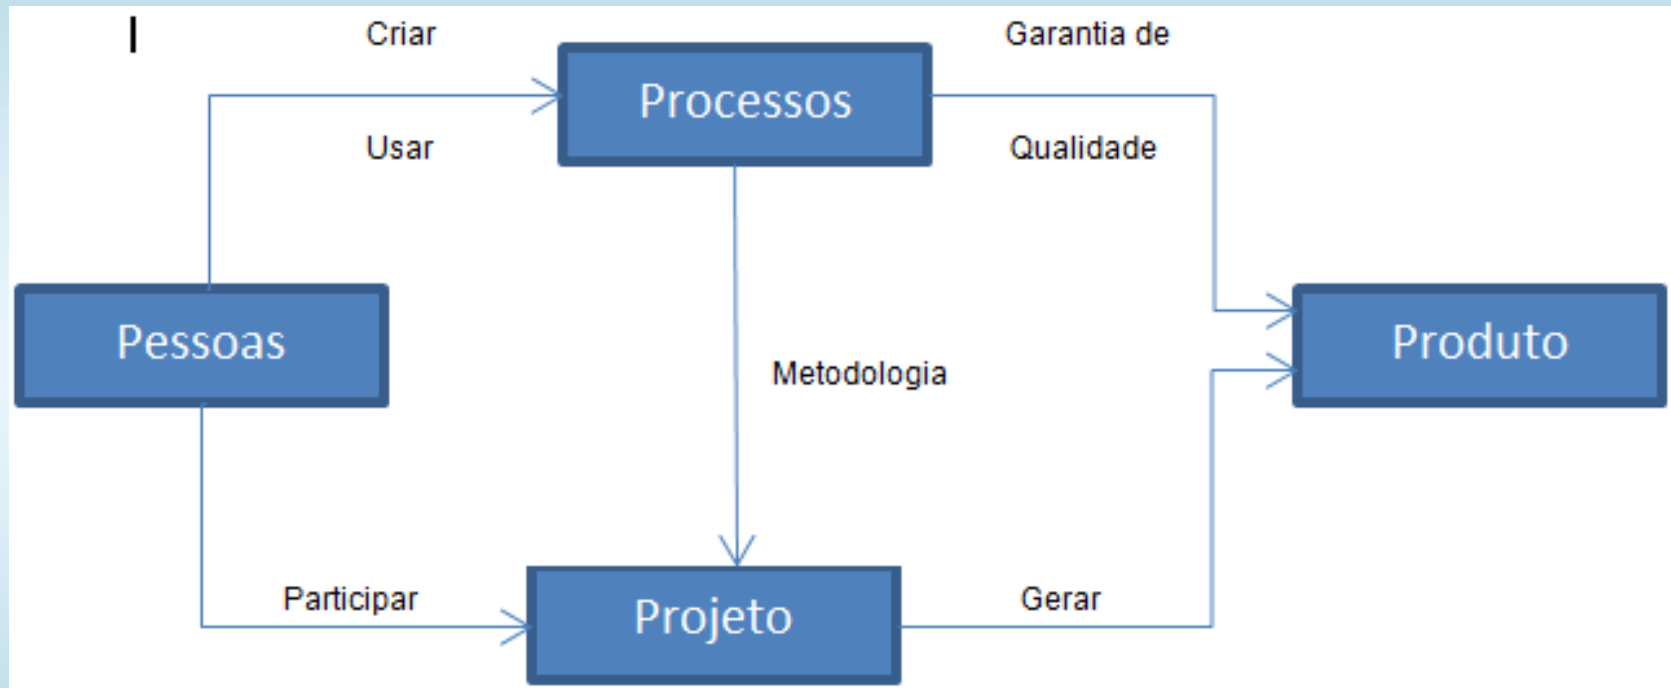 Criar
Garantia de
Processos
Usar
Qualidade
Pessoas
Produto
Metodologia
Participar
Projeto
Gerar